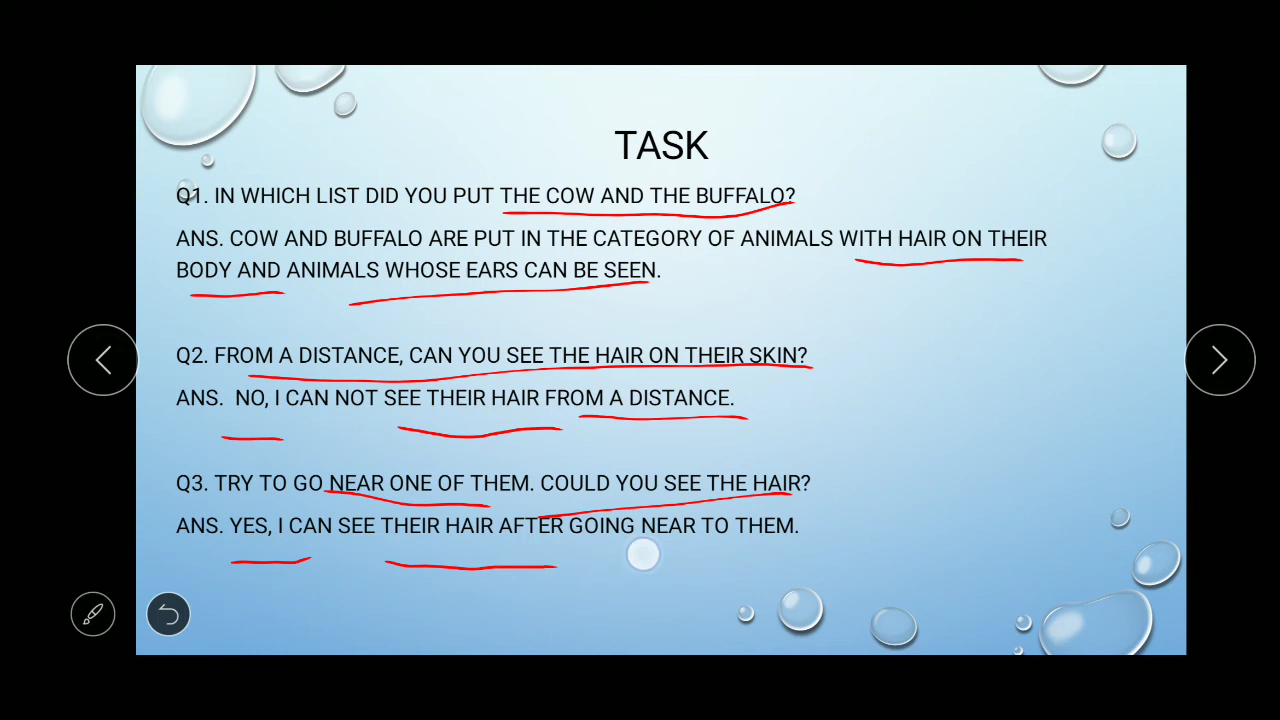 TASK
Q1. IN WHICH LIST DID YOU PUT THE COW AND THE BUFFALO?
ANS. COW AND BUFFALO ARE PUT IN THE CATEGORY OF ANIMALS WITH HAIR ON THEIR
BODY AND ANIMALS WHOSE EARS CAN BE SEEN.
Q2. FROM A DISTANCE, CAN YOU SEE THE HAIR ON THEIR SKIN?
ANS.  NO, I CAN NOT SEE THEIR HAIR FROM A DISTANCE.
Q3. TRY TO GO NEAR ONE OF THEM. COULD YOU SEE THE HAIR?
ANS. YES, I CAN SEE THEIR HAIR AFTER GOING NEAR TO THEM.